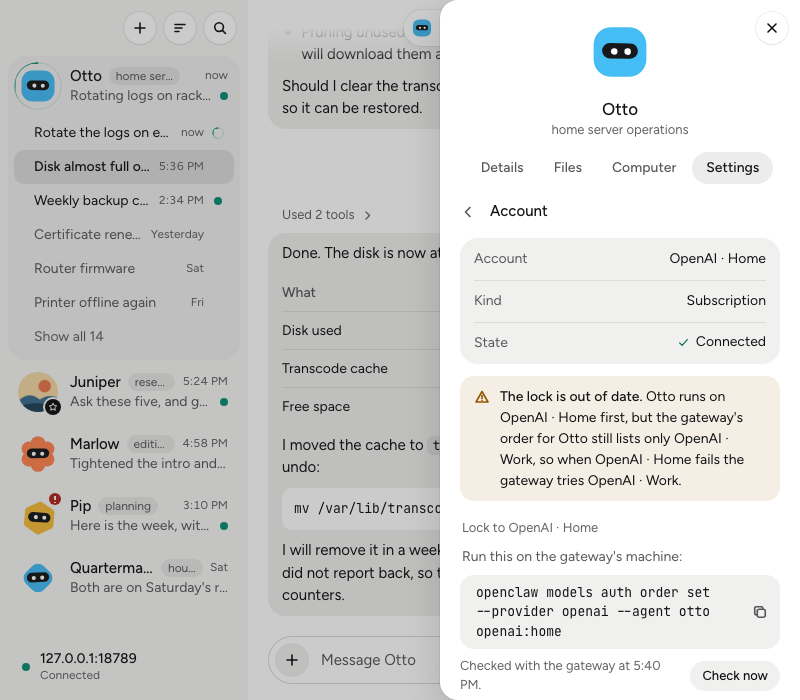 Otto home ser... now
Rotating logs on rack...
Rotate the logs on e... now
Disk almost full o... 5:36 PM
Weekly backup c... 2:34 PM
Certificate rene... Yesterday
Router firmware Sat
Printer offline again Fri
Show all 14
Juniper rese... 5:24 PM
Ask these five, and g...
Marlow editi... 4:58 PM
Tightened the intro and...
Pip planning 3:10 PM
Here is the week, wit...
Quarterma... hou... Sat
Both are on Saturday's r...
127.0.0.1:18789
Connected
Pruning unused
will download them a
Should I clear the transc
so it can be restored.
Used 2 tools
Done. The disk is now at
What
Disk used
Transcode cache
Free space
I moved the cache to t
undo:
mv /var/lib/transco
I will remove it in a week
did not report back, so t
counters.
Message Otto
Otto
home server operations
Details Files Computer Settings
Account
Account OpenAI · Home
Kind Subscription
State Connected
The lock is out of date. Otto runs on
OpenAI · Home first, but the gateway's
order for Otto still lists only OpenAI ·
Work, so when OpenAI · Home fails the
gateway tries OpenAI · Work.
Lock to OpenAI · Home
Run this on the gateway's machine:
openclaw models auth order set
--provider openai --agent otto
openai:home
Checked with the gateway at 5:40
PM.
Check now